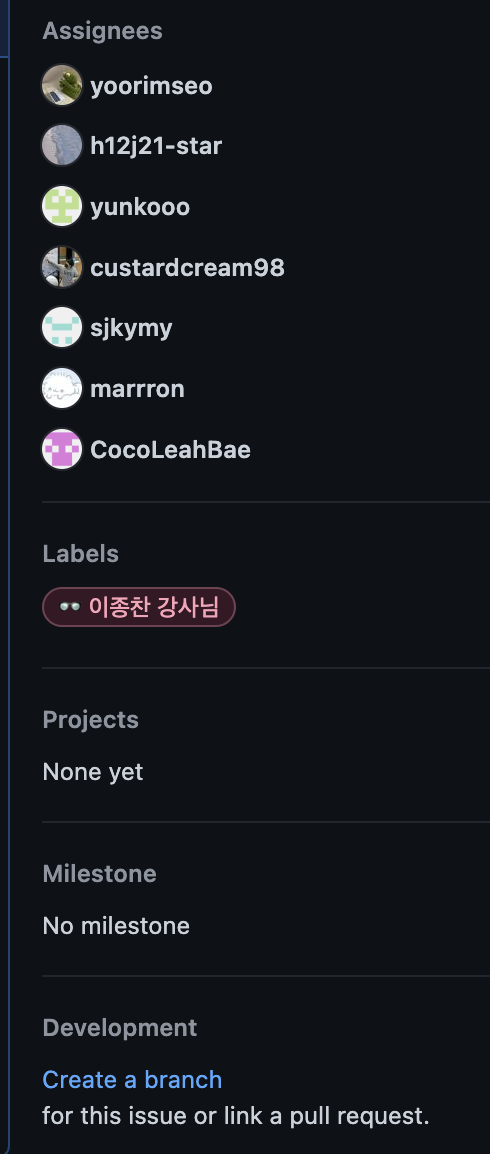 Assignees
yoorimseo
h12j21-star
yunkooo
custardcream98
sjkymy
marrron
CocoLeahBae
Labels
👓 이종찬 강사님
Projects
None yet
Milestone
No milestone
Development
Create a branch
for this issue or link a pull request.